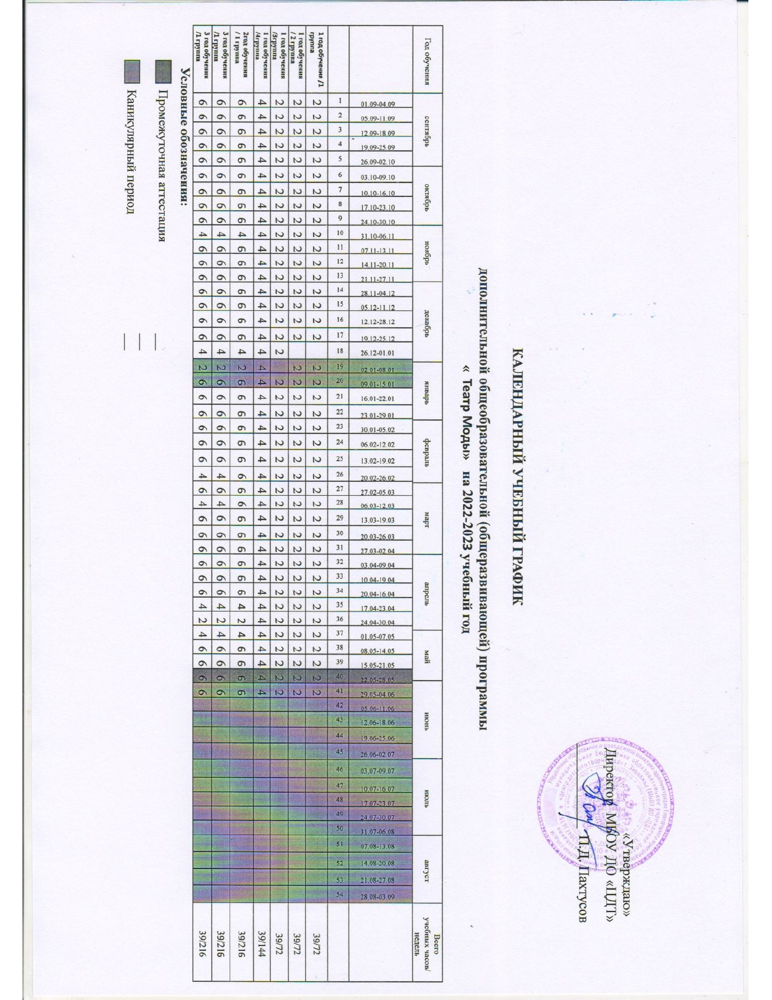 «Утверждаю»
Директор МБОУ ДО «ЦДТ»
П.Д. Пахтусов
КАЛЕНДАРНЫЙ УЧЕБНЫЙ ГРАФИК
дополнительной общеобразовательной (общеразвивающей) программы
« Театр Моды» на 2022-2023 учебный год
Год обучения сентябрь октябрь ноябрь декабрь январь февраль март апрель май июнь июль август Всего учебных часов/недель
01.09-04.09 05.09-11.09 12.09-18.09 19.09-25.09 26.09-02.10 03.10-09.10 10.10-16.10 17.10-23.10 24.10-30.10 31.10-06.11 07.11-13.11 14.11-20.11 21.11-27.11 28.11-04.12 05.12-11.12 12.12-28.12 19.12-25.12 26.12-01.01 02.01-08.01 09.01-15.01 16.01-22.01 23.01-29.01 30.01-05.02 06.02-12.02 13.02-19.02 20.02-26.02 27.02-05.03 06.03-12.03 13.03-19.03 20.03-26.03 27.03-02.04 03.04-09.04 10.04-19.04 20.04-16.04 17.04-23.04 24.04-30.04 01.05-07.05 08.05-14.05 15.05-21.05 22.05-28.05 29.05-04.06 05.06-11.06 12.06-18.06 19.06-25.06 26.06-02.07 03.07-09.07 10.07-16.07 17.07-23.07 24.07-30.07 31.07-06.08 07.08-13.08 14.08-20.08 21.08-27.08 28.08-03.09
1 2 3 4 5 6 7 8 9 10 11 12 13 14 15 16 17 18 19 20 21 22 23 24 25 26 27 28 29 30 31 32 33 34 35 36 37 38 39 40 41 42 43 44 45 46 47 48 49 50 51 52 53 54
1 год обучения /1 группа 2 2 2 2 2 2 2 2 2 2 2 2 2 2 2 2 2 2 2 2 2 2 2 2 2 2 2 2 2 2 2 2 2 2 2 2 2 2 2 2 39/72
1 год обучения / 2 группа 2 2 2 2 2 2 2 2 2 2 2 2 2 2 2 2 2 2 2 2 2 2 2 2 2 2 2 2 2 2 2 2 2 2 2 2 2 2 2 2 39/72
1 год обучения /3группа 2 2 2 2 2 2 2 2 2 2 2 2 2 2 2 2 2 2 2 2 2 2 2 2 2 2 2 2 2 2 2 2 2 2 2 2 2 2 2 2 39/72
1 год обучения /4группа 4 4 4 4 4 4 4 4 4 4 4 4 4 4 4 4 4 4 4 4 4 4 4 4 4 4 4 4 4 4 4 4 4 4 4 4 4 4 4 4 4 39/144
2год обучения / 1 группа 6 6 6 6 6 6 6 6 6 4 6 6 6 6 6 6 6 4 2 6 6 6 6 6 6 6 6 6 6 6 6 6 6 6 4 2 4 6 6 6 6 39/216
3 год обучения /1 группа 6 6 6 6 6 6 6 6 6 4 6 6 6 6 6 6 6 4 2 6 6 6 6 6 6 4 6 4 6 6 6 6 6 6 4 2 4 6 6 6 6 39/216
3 год обучения /1 группа 6 6 6 6 6 6 6 6 6 4 6 6 6 6 6 6 6 4 2 6 6 6 6 6 6 4 6 4 6 6 6 6 6 6 4 2 4 6 6 6 6 39/216
Условные обозначения:
Промежуточная аттестация
Каникулярный период